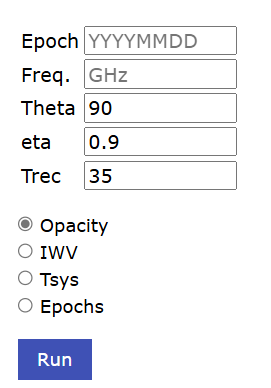 Epoch YYYYMMDD
Freq. GHz
Theta 90
eta 0.9
Trec 35
Opacity
IWV
Tsys
Epochs
Run